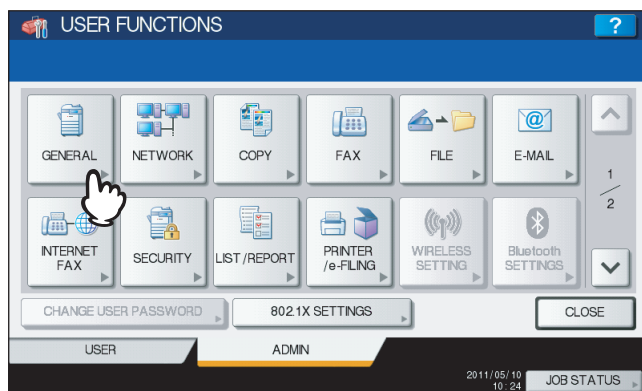 USER FUNCTIONS
?
GENERAL
NETWORK
COPY
FAX
FILE
E-MAIL
1
2
INTERNET
FAX
SECURITY
LIST/REPORT
PRINTER
/e-FILING
WIRELESS
SETTING
Bluetooth
SETTINGS
CHANGE USER PASSWORD
802.1X SETTINGS
CLOSE
USER
ADMIN
2011/05/10
10:24
JOB STATUS